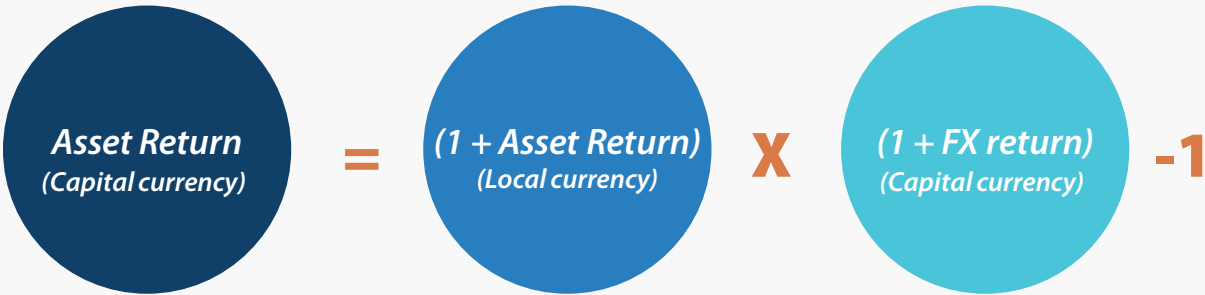 Asset Return
(Capital currency)
=
(1 + Asset Return)
(Local currency)
X
(1 + FX return)
(Capital currency)
-1